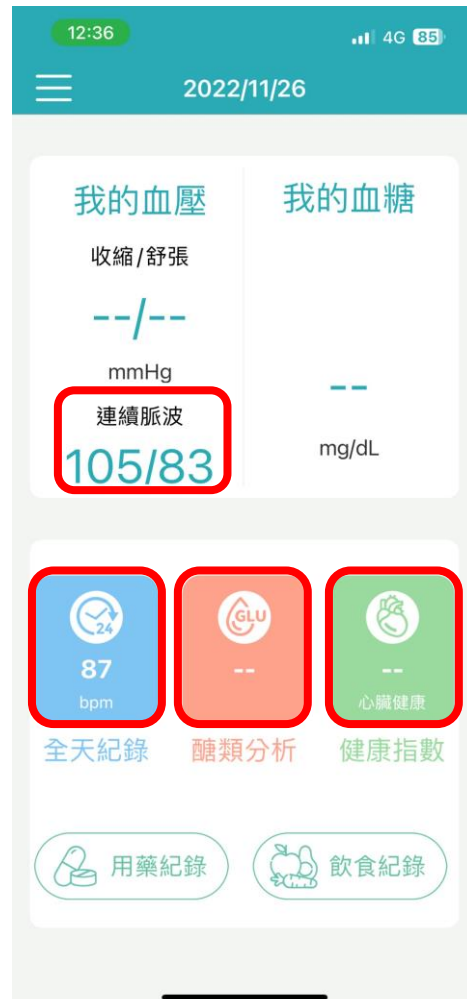 12:36
4G 85
2022/11/26
我的血壓
收縮/舒張
--/--
mmHg
連續脈波
105/83
我的血糖
--
mg/dL
24
87
bpm
全天紀錄
GLU
--
醣類分析
--
心臟健康
健康指數
用藥紀錄
飲食紀錄